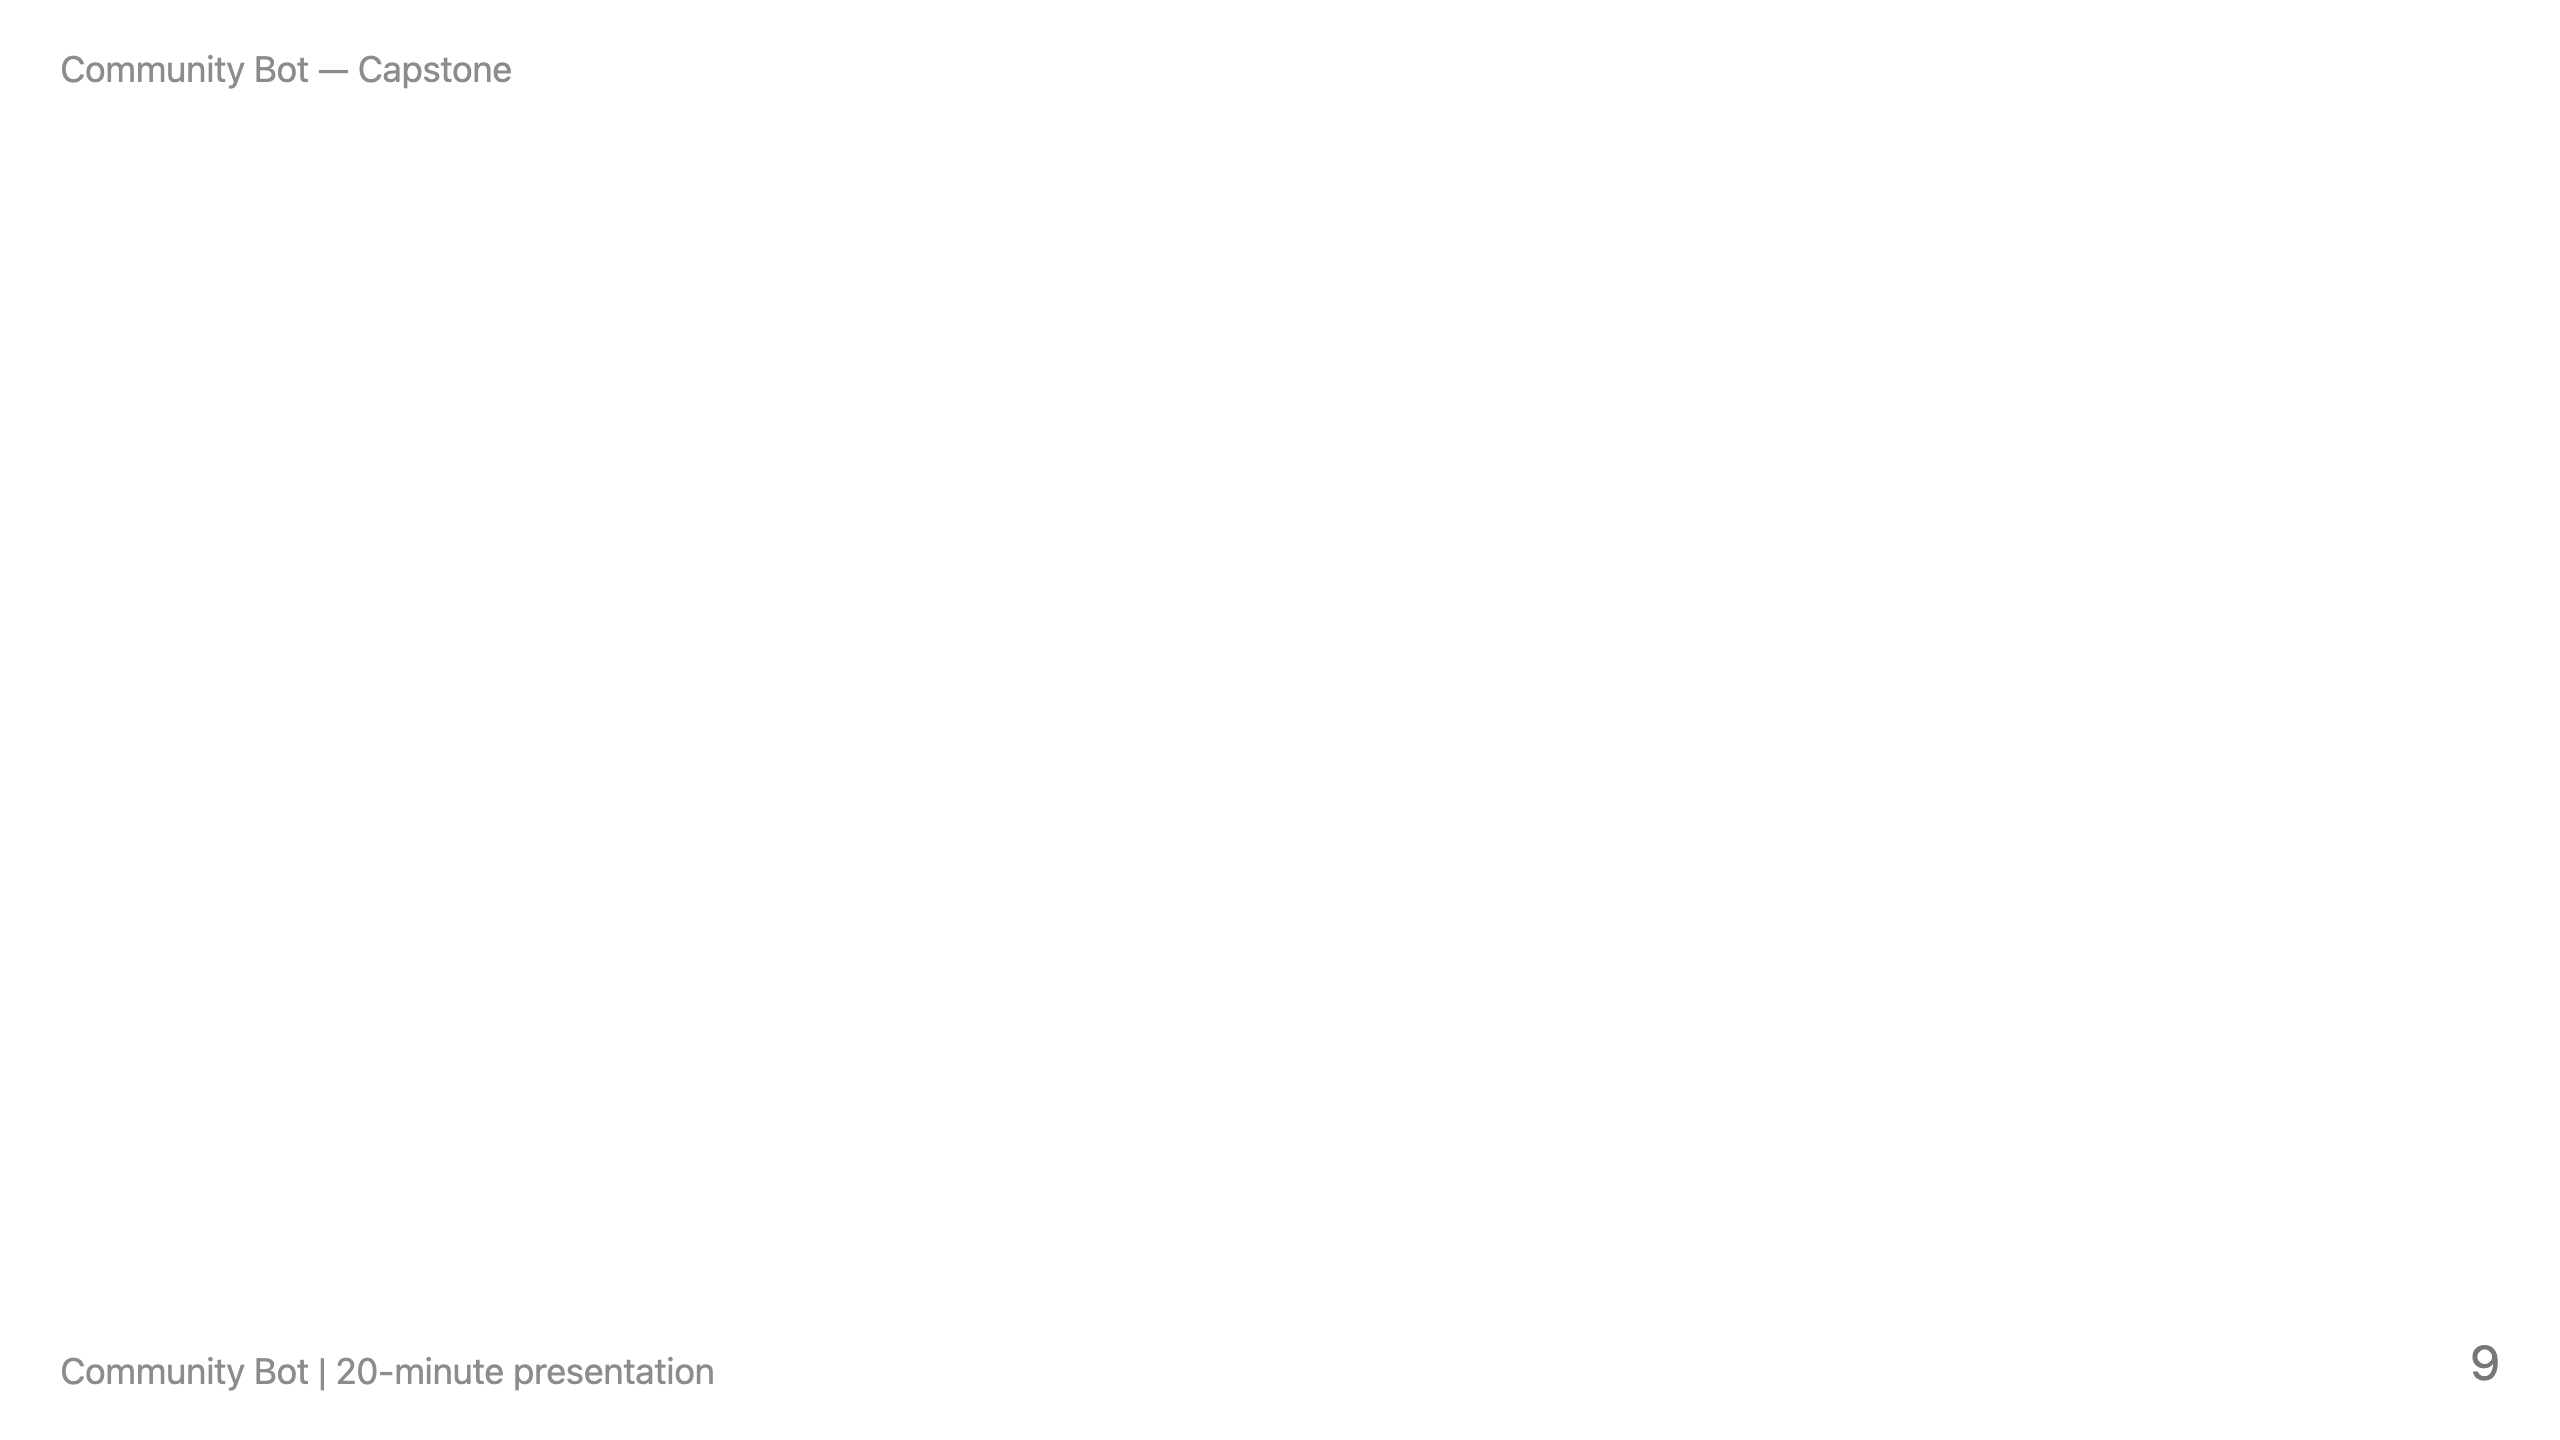 Community Bot — Capstone
Community Bot | 20-minute presentation
9